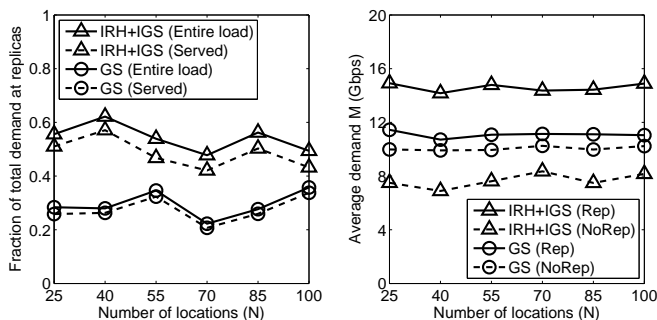 Fraction of total demand at replicas
1
0.8
0.6
0.4
0.2
0
IRH+IGS (Entire load)
IRH+IGS (Served)
GS (Entire load)
GS (Served)
25 40 55 70 85 100
Number of locations (N)
Average demand M (Gbps)
20
16
12
8
4
0
IRH+IGS (Rep)
IRH+IGS (NoRep)
GS (Rep)
GS (NoRep)
25 40 55 70 85 100
Number of locations (N)